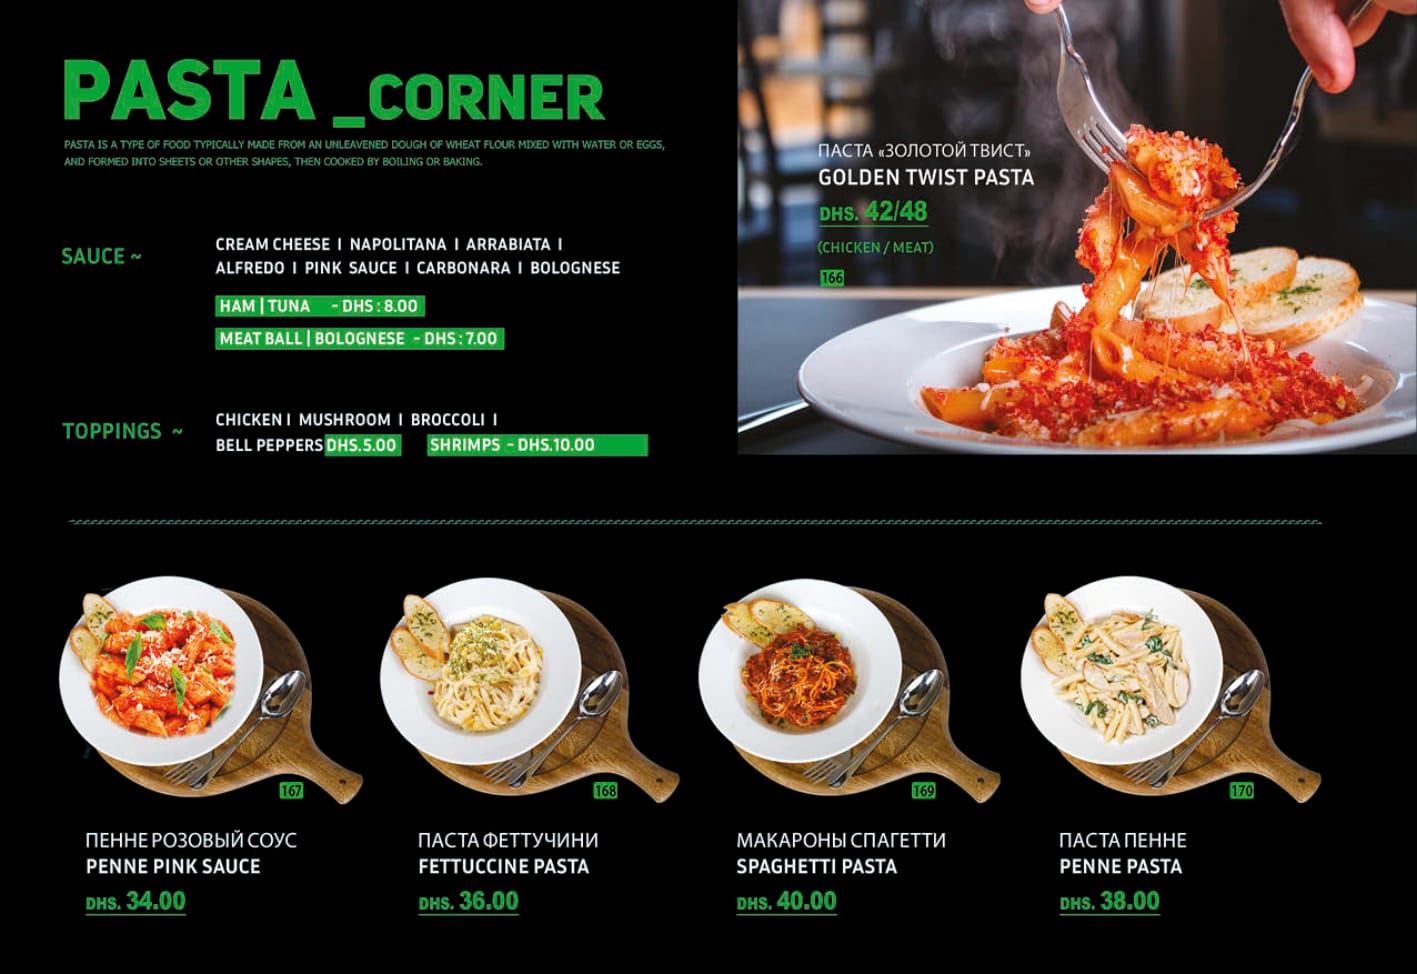 PASTA _CORNER
PASTA IS A TYPE OF FOOD TYPICALLY MADE FROM AN UNLEAVENED DOUGH OF WHEAT FLOUR MIXED WITH WATER OR EGGS,
AND FORMED INTO SHEETS OR OTHER SHAPES, THEN COOKED BY BOILING OR BAKING.
SAUCE ~
CREAM CHEESE I NAPOLITANA I ARRABIATA I
ALFREDO I PINK SAUCE I CARBONARA I BOLOGNESE
HAM | TUNA - DHS : 8.00
MEAT BALL | BOLOGNESE - DHS : 7.00
TOPPINGS ~
CHICKEN I MUSHROOM I BROCCOLI I
BELL PEPPERS DHS.5.00 SHRIMPS - DHS.10.00
ПАСТА «ЗОЛОТОЙ ТВИСТ»
GOLDEN TWIST PASTA
DHS. 42/48
(CHICKEN / MEAT)
166
167
ПЕННЕ РОЗОВЫЙ СОУС
PENNE PINK SAUCE
DHS. 34.00
168
ПАСТА ФЕТТУЧИНИ
FETTUCCINE PASTA
DHS. 36.00
169
МАКАРОНЫ СПАГЕТТИ
SPAGHETTI PASTA
DHS. 40.00
170
ПАСТА ПЕННЕ
PENNE PASTA
DHS. 38.00